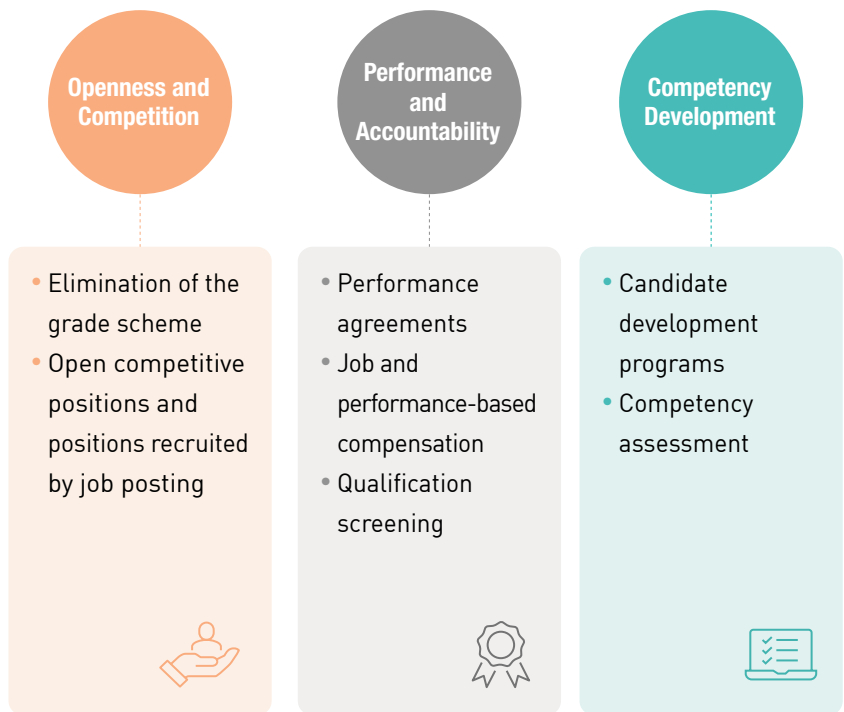 Openness and
Competition
• Elimination of the
grade scheme
• Open competitive
positions and
positions recruited
by job posting
Performance
and
Accountability
• Performance
agreements
• Job and
performance-based
compensation
• Qualification
screening
Competency
Development
• Candidate
development
programs
• Competency
assessment